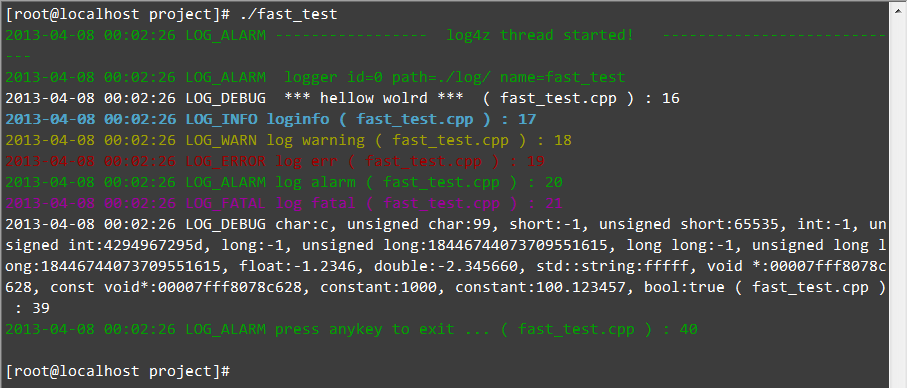 [root@localhost project]# ./fast_test
2013-04-08 00:02:26 LOG_ALARM -----------------  log4z thread started!   -------------------------
---
2013-04-08 00:02:26 LOG_ALARM  logger id=0 path=./log/ name=fast_test
2013-04-08 00:02:26 LOG_DEBUG  *** hellow wolrd ***  ( fast_test.cpp ) : 16
2013-04-08 00:02:26 LOG_INFO loginfo ( fast_test.cpp ) : 17
2013-04-08 00:02:26 LOG_WARN log warning ( fast_test.cpp ) : 18
2013-04-08 00:02:26 LOG_ERROR log err ( fast_test.cpp ) : 19
2013-04-08 00:02:26 LOG_ALARM log alarm ( fast_test.cpp ) : 20
2013-04-08 00:02:26 LOG_FATAL log fatal ( fast_test.cpp ) : 21
2013-04-08 00:02:26 LOG_DEBUG char:c, unsigned char:99, short:-1, unsigned short:65535, int:-1, un
signed int:4294967295d, long:-1, unsigned long:18446744073709551615, long long:-1, unsigned long l
ong:18446744073709551615, float:-1.2346, double:-2.345660, std::string:fffff, void *:00007fff8078c
628, const void*:00007fff8078c628, constant:1000, constant:100.123457, bool:true ( fast_test.cpp )
 : 39
2013-04-08 00:02:26 LOG_ALARM press anykey to exit ... ( fast_test.cpp ) : 40
[root@localhost project]#